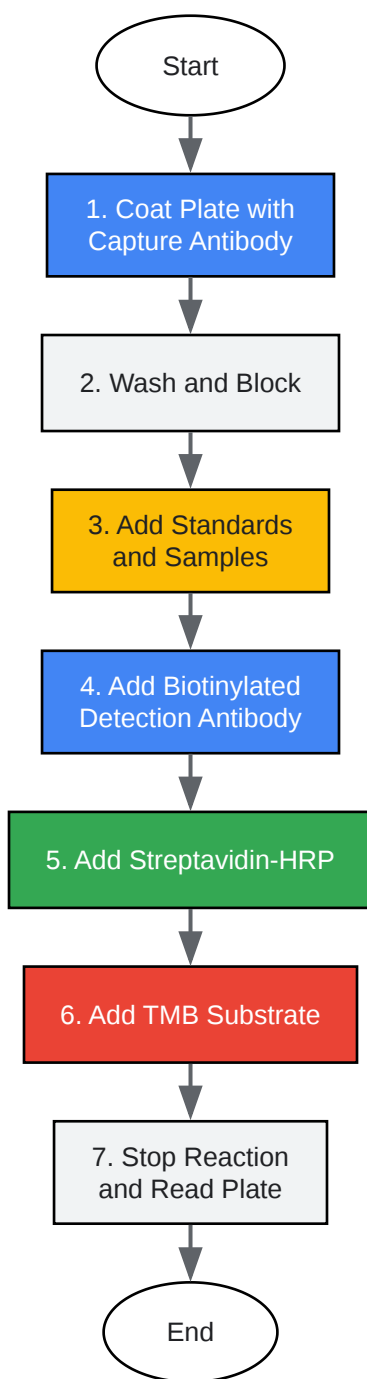 Start
1. Coat Plate with
Capture Antibody
2. Wash and Block
3. Add Standards
and Samples
4. Add Biotinylated
Detection Antibody
5. Add Streptavidin-HRP
6. Add TMB Substrate
7. Stop Reaction
and Read Plate
End